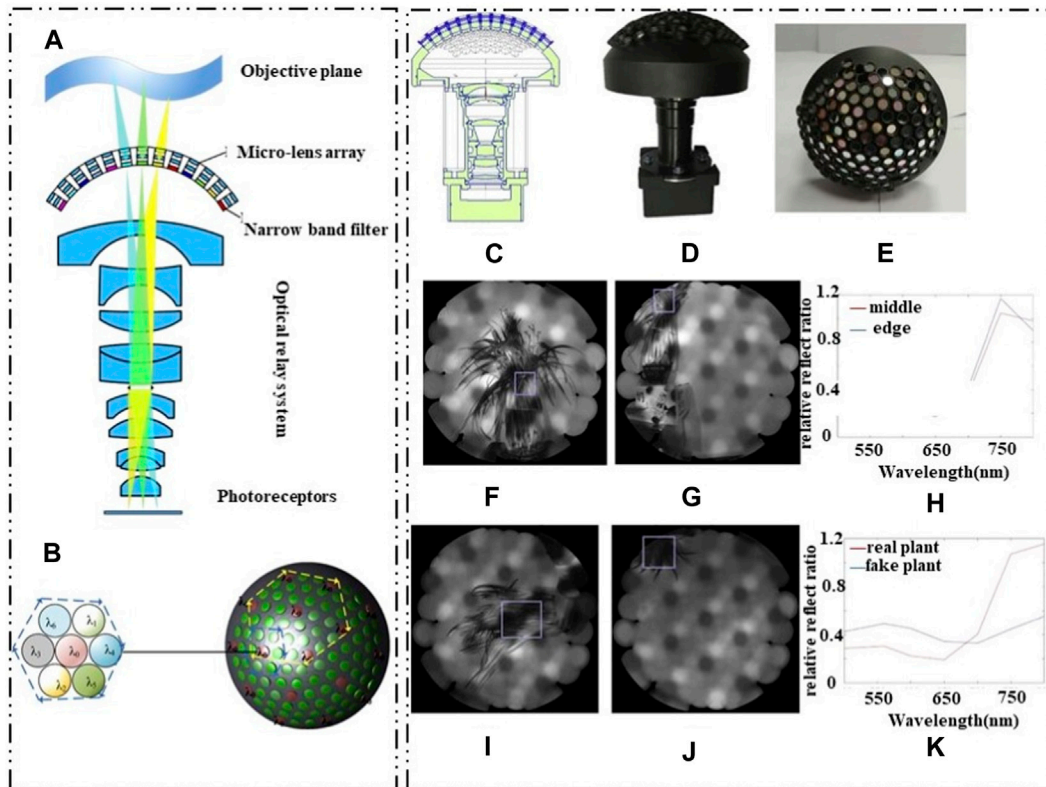 A
Objective plane
Micro-lens array
Narrow band filter
Optical relay system
Photoreceptors
B
λ6
λ1
λ3
λ0
λ4
λ2
λ5
C
D
E
F
G
relative reflect ratio
1.2
0.8
0.4
0
middle
edge
550
650
750
Wavelength(nm)
H
I
J
relative reflect ratio
1.2
0.8
0.4
0
real plant
fake plant
550
650
750
Wavelength(nm)
K